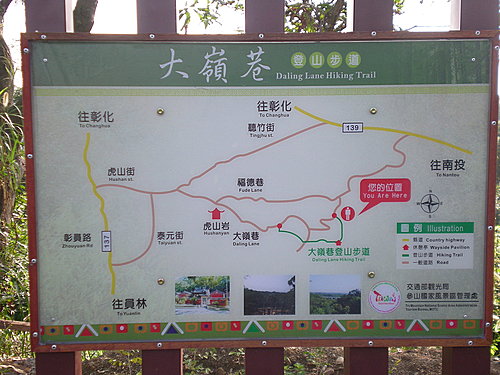 大嶺巷 登山步道
Daling Lane Hiking Trail
往彰化
To Changhua
往彰化
To Changhua
聽竹街
Tingjhu st.
139
往南投
To Nantou
虎山街
Hushan st.
福德巷
Fude Lane
您的位置
You Are Here
彰員路
Zhouyuan Rd
137
泰元街
Taiyuan st.
虎山岩
Hushanyan
大嶺巷
Daling Lane
大嶺巷登山步道
Daling Lane Hiking Trail
往員林
To Yuanlin
圖例 Illustration
縣道 Country highway
休憩亭 Wayside Pavilion
登山步道 Hiking Trail
一般道路 Road
交通部觀光局
參山國家風景區管理處